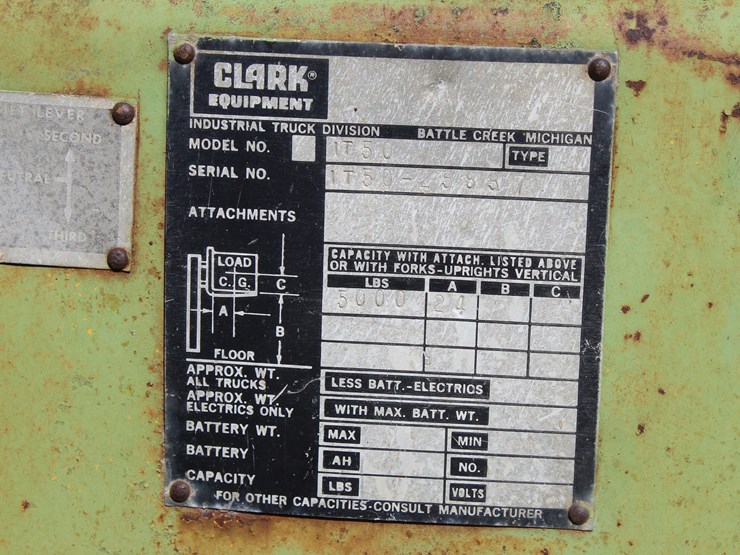 LEVER
SECOND
THIRD
CLARK®
EQUIPMENT
INDUSTRIAL TRUCK DIVISION BATTLE CREEK MICHIGAN
MODEL NO. 1T50 TYPE
SERIAL NO.
ATTACHMENTS
CAPACITY WITH ATTACH. LISTED ABOVE
OR WITH FORKS-UPRIGHTS VERTICAL
LBS A B C
5000 24
LOAD
C. G.
C
A
B
FLOOR
APPROX. WT.
ALL TRUCKS LESS BATT.-ELECTRICS
APPROX. WT.
ELECTRICS ONLY WITH MAX. BATT. WT.
BATTERY WT. MAX MIN
BATTERY AH NO.
CAPACITY LBS VOLTS
FOR OTHER CAPACITIES-CONSULT MANUFACTURER